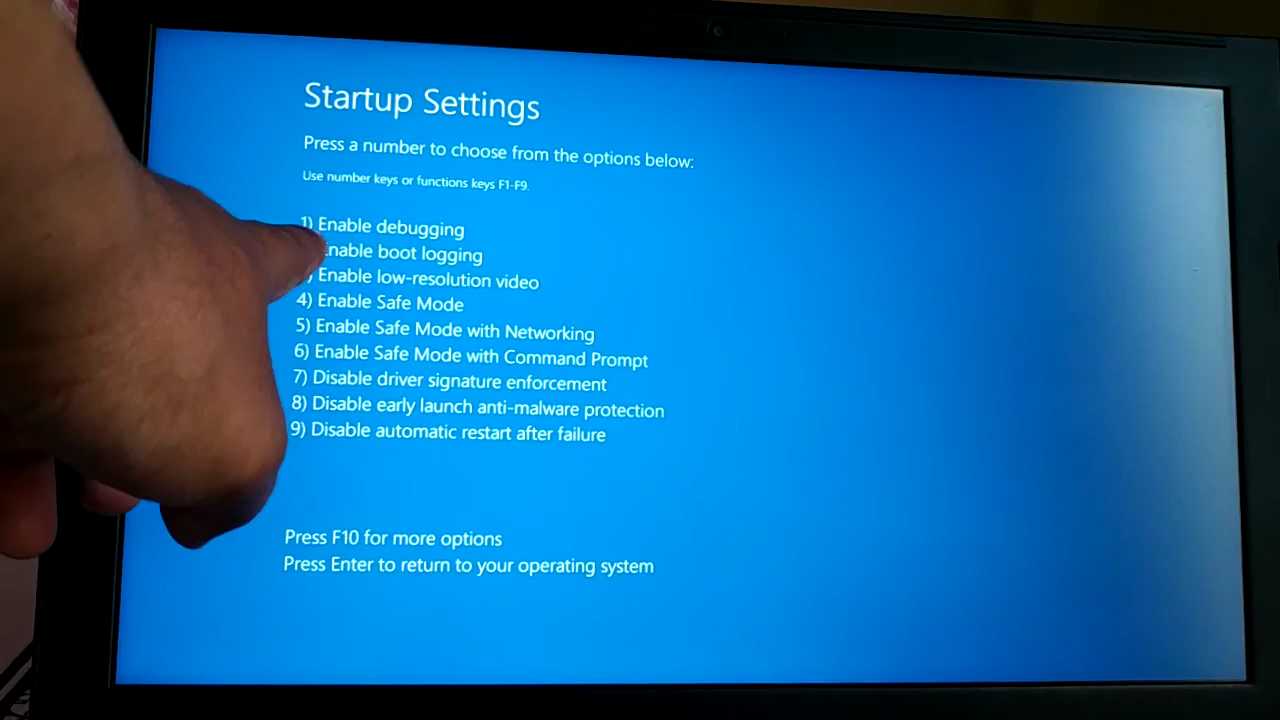 Startup Settings
Press a number to choose from the options below:
Use number keys or functions keys F1-F9.
1) Enable debugging
nable boot logging
) Enable low-resolution video
4) Enable Safe Mode
5) Enable Safe Mode with Networking
6) Enable Safe Mode with Command Prompt
7) Disable driver signature enforcement
8) Disable early launch anti-malware protection
9) Disable automatic restart after failure
Press F10 for more options
Press Enter to return to your operating system